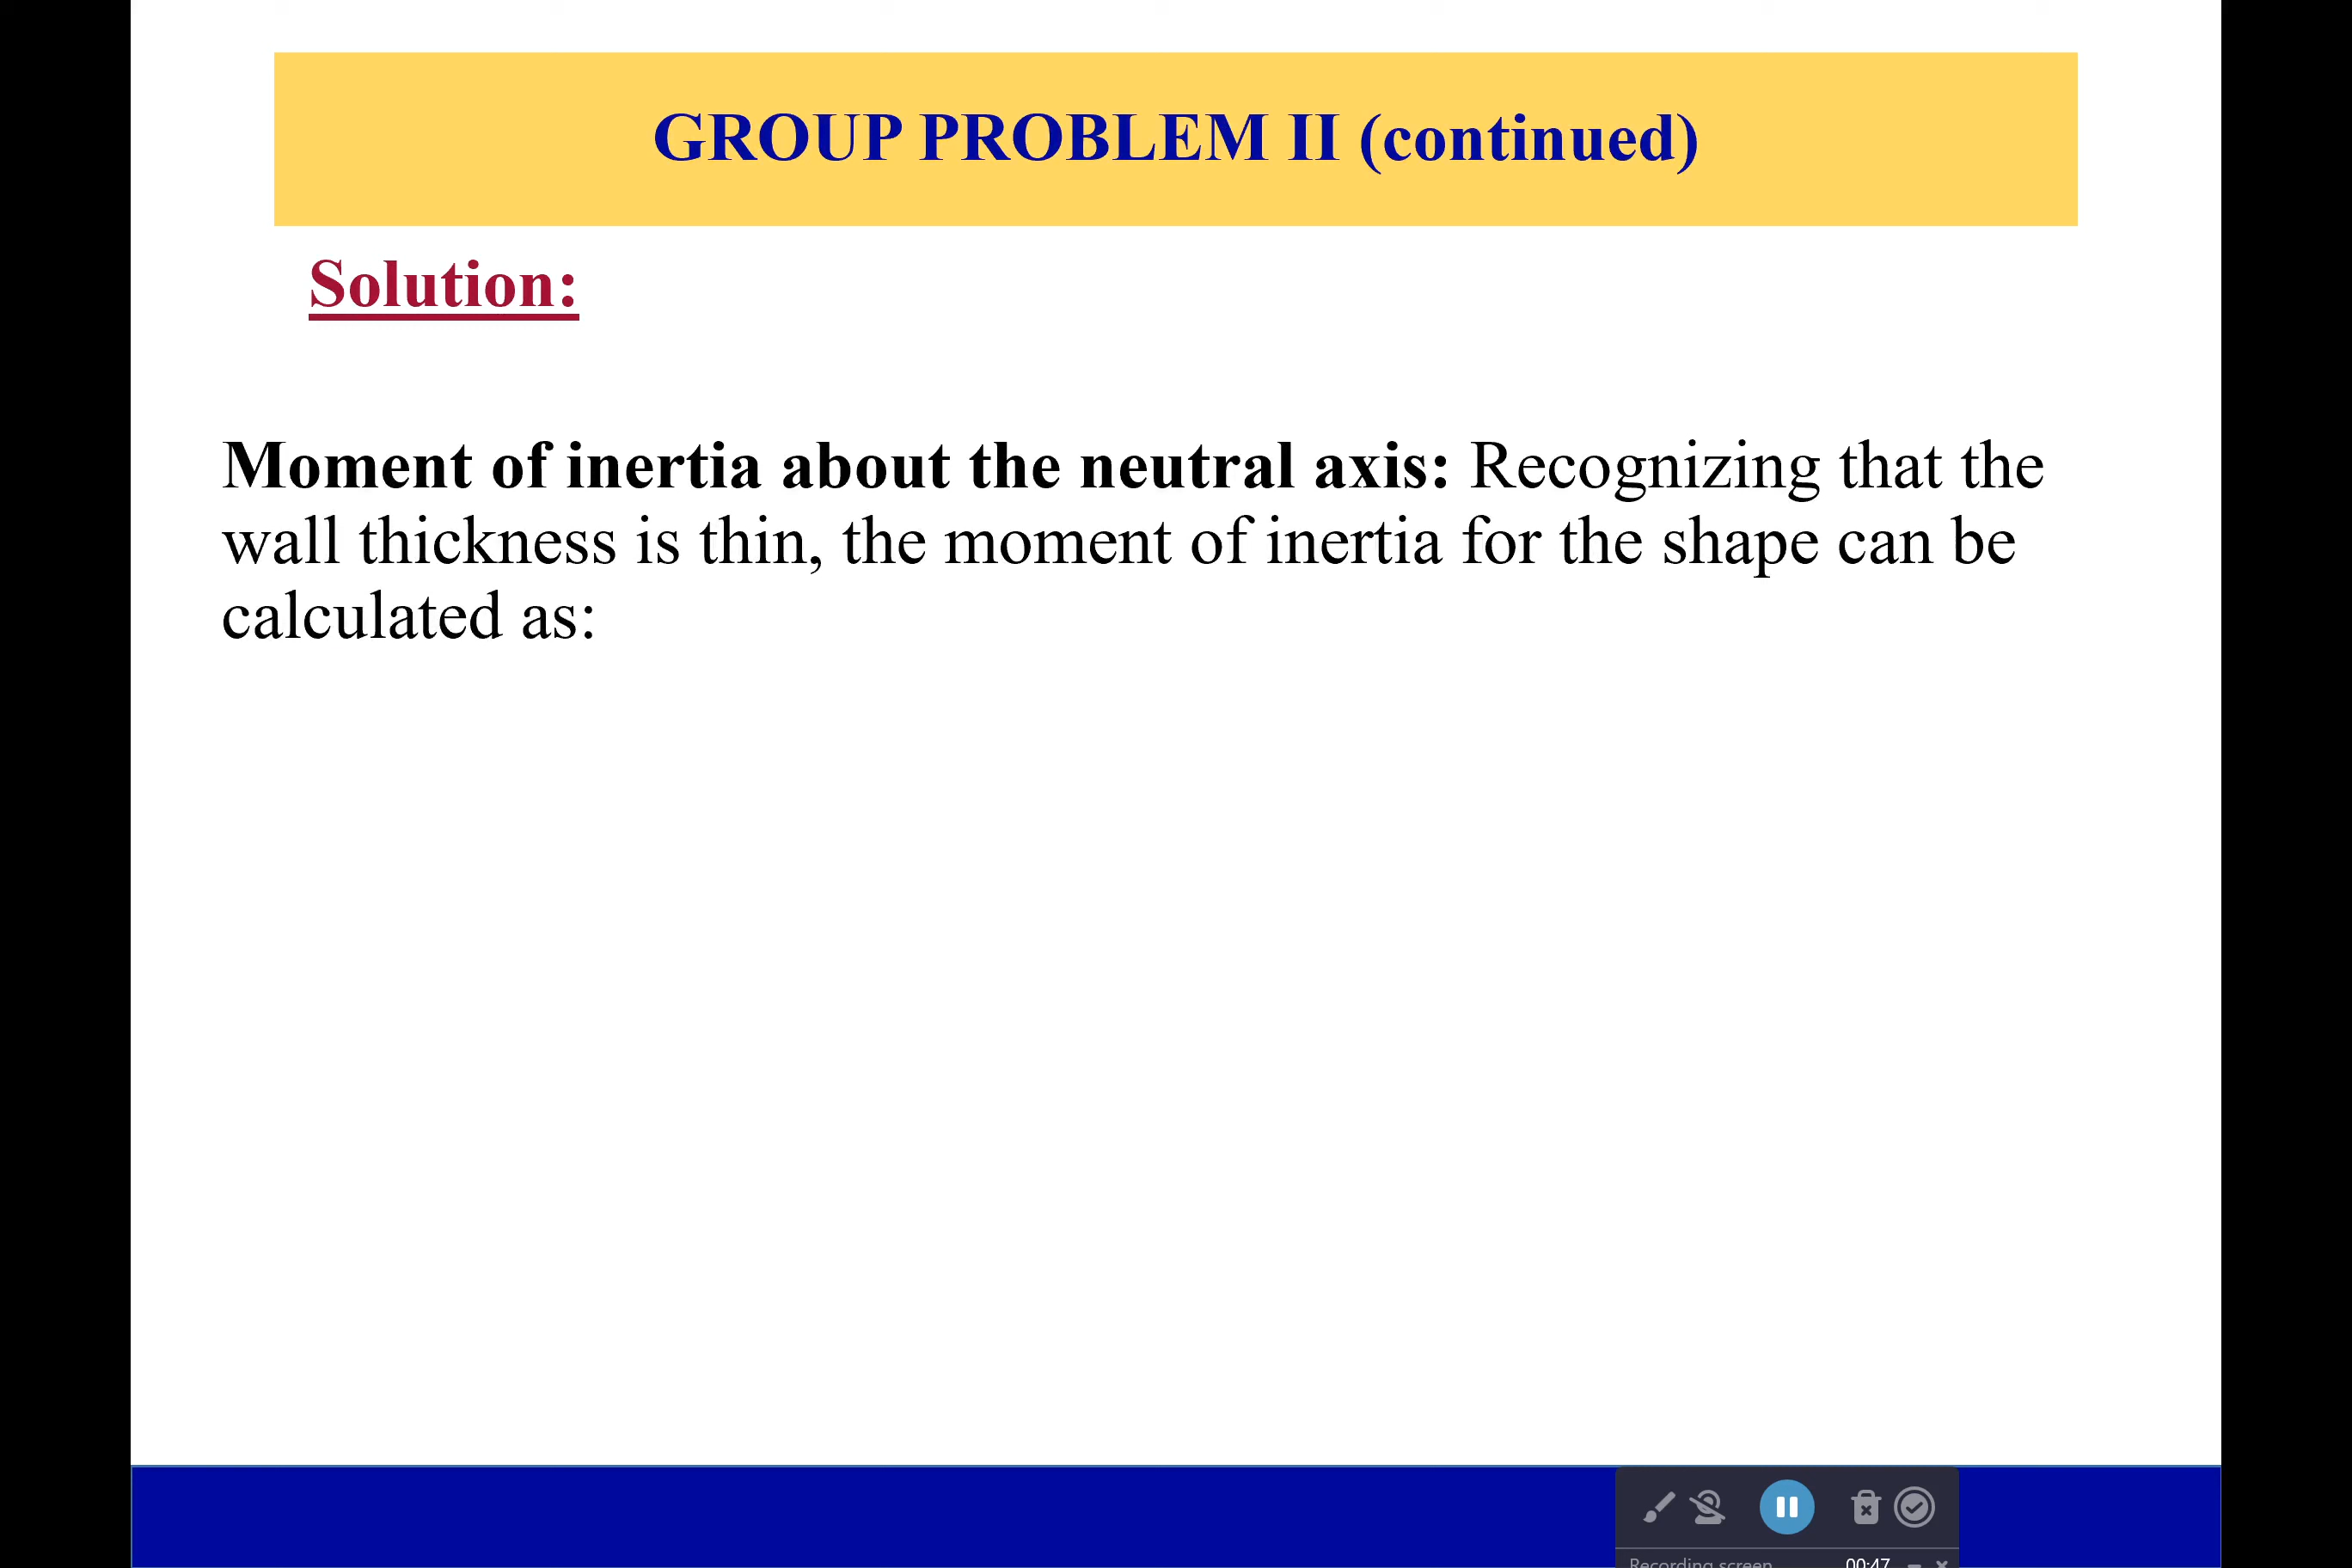 GROUP PROBLEM II (continued)
Solution:
Moment of inertia about the neutral axis: Recognizing that the
wall thickness is thin, the moment of inertia for the shape can be
calculated as:
Recording screen 00:47